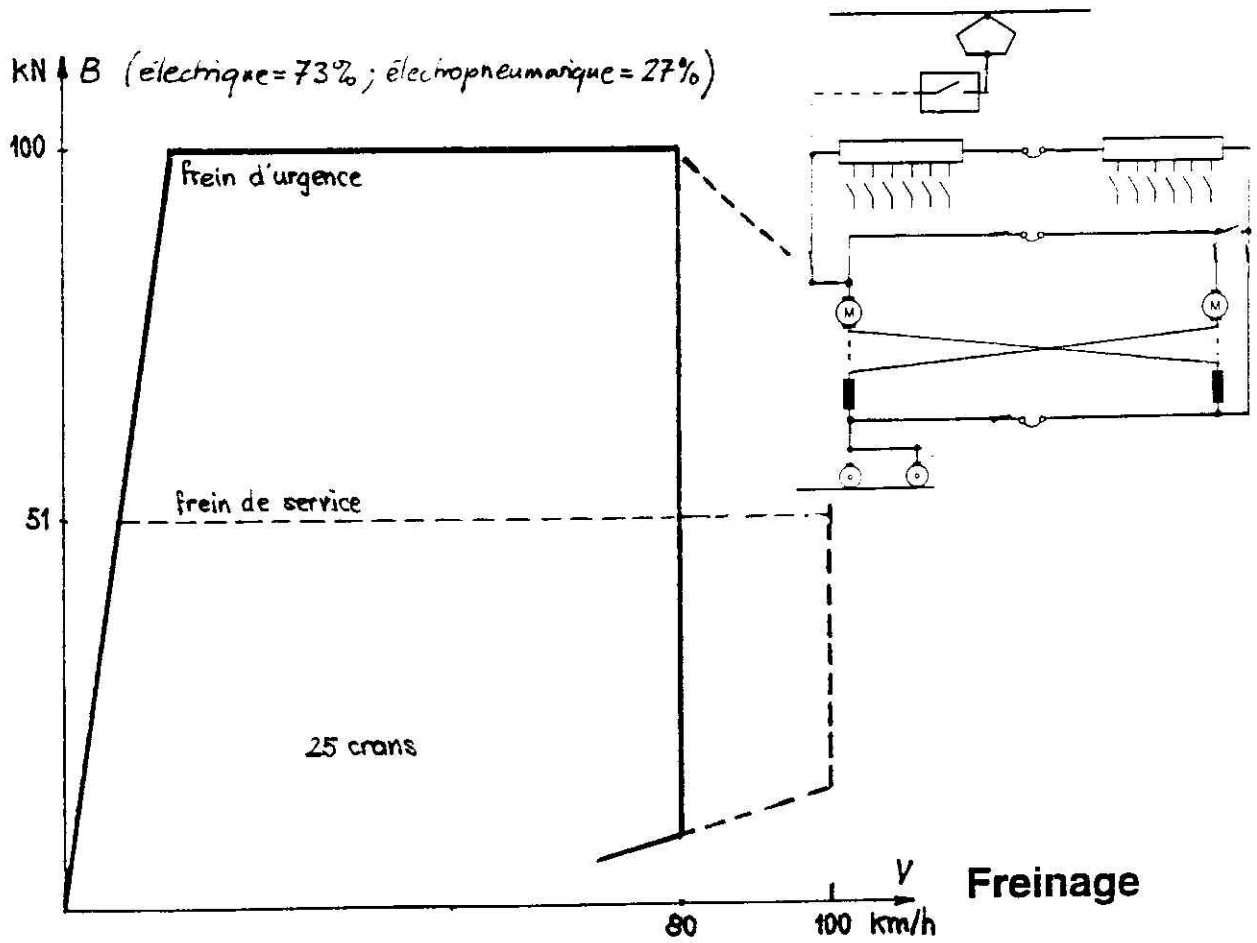 kN B (électrique = 73% ; électropneumatique = 27%)
100
frein d'urgence
M
M
frein de service
51
25 crans
V
80
100 km/h
Freinage